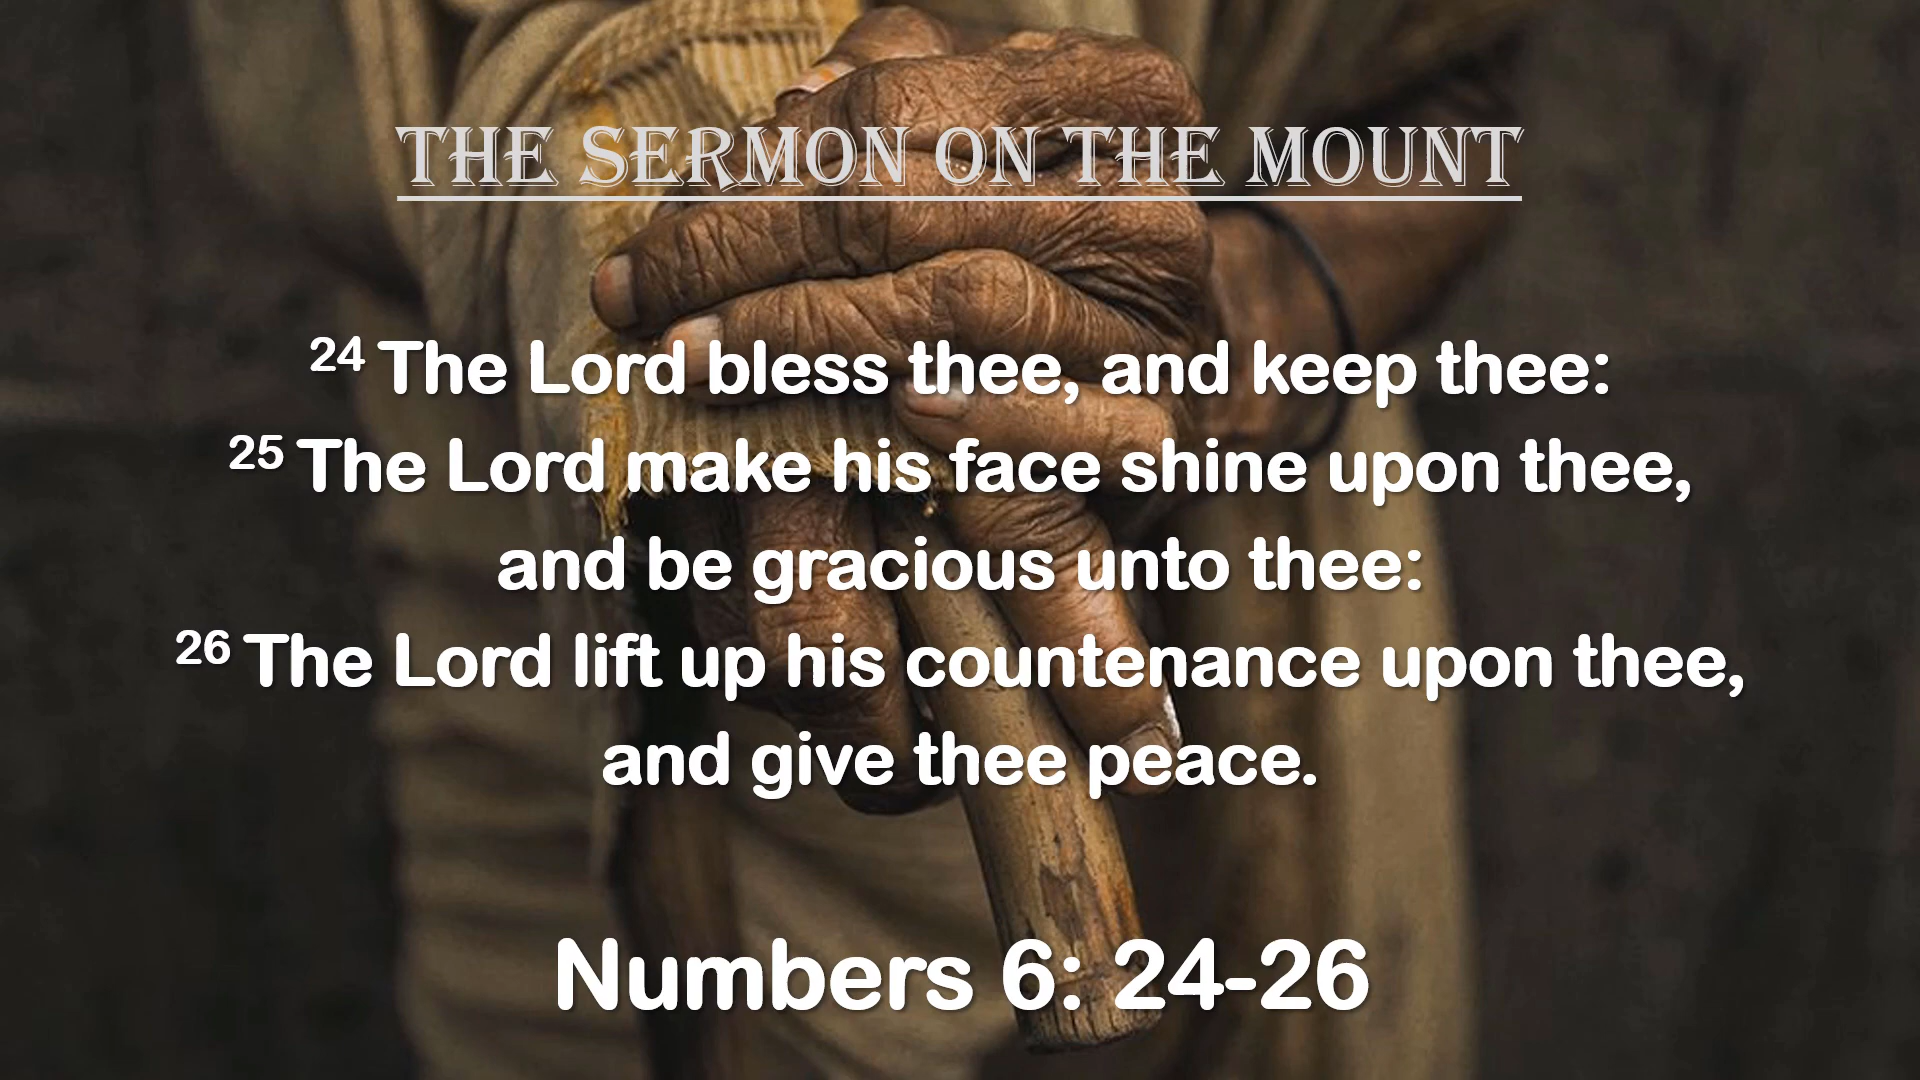 THE SERMON ON THE MOUNT
24 The Lord bless thee, and keep thee:
25 The Lord make his face shine upon thee,
and be gracious unto thee:
26 The Lord lift up his countenance upon thee,
and give thee peace.
Numbers 6: 24-26